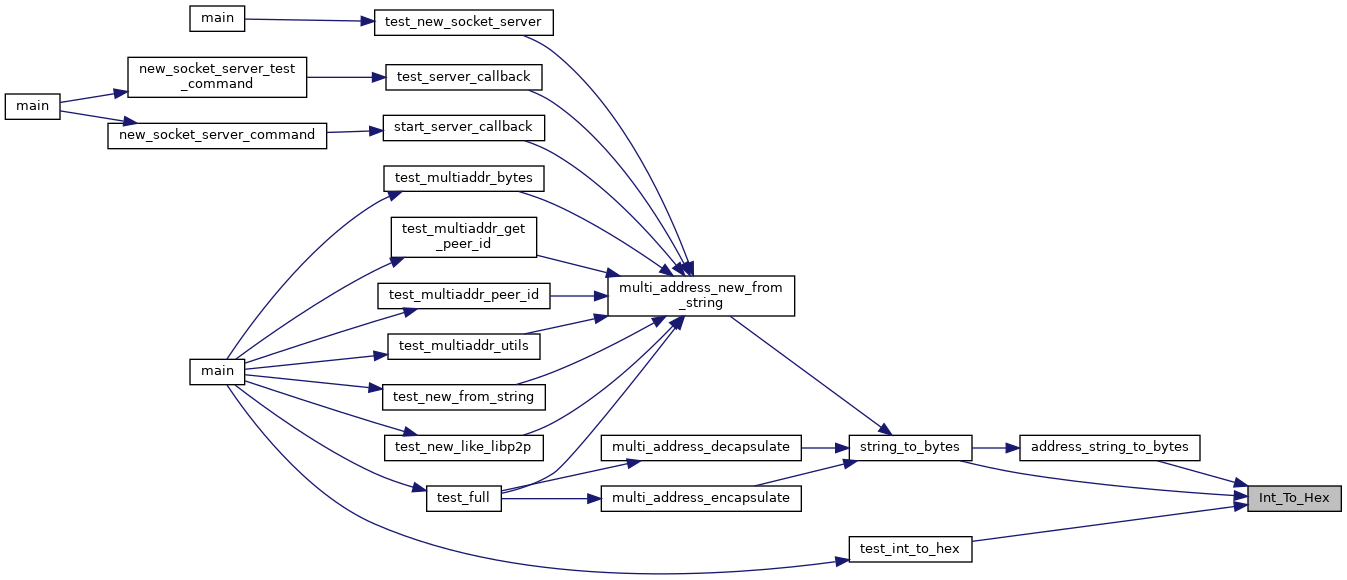 main
test_new_socket_server
new_socket_server_test
_command
test_server_callback
main
new_socket_server_command
start_server_callback
test_multiaddr_bytes
test_multiaddr_get
_peer_id
test_multiaddr_peer_id
multi_address_new_from
_string
test_multiaddr_utils
main
test_new_from_string
test_new_like_libp2p
multi_address_decapsulate
string_to_bytes
address_string_to_bytes
test_full
multi_address_encapsulate
Int_To_Hex
test_int_to_hex